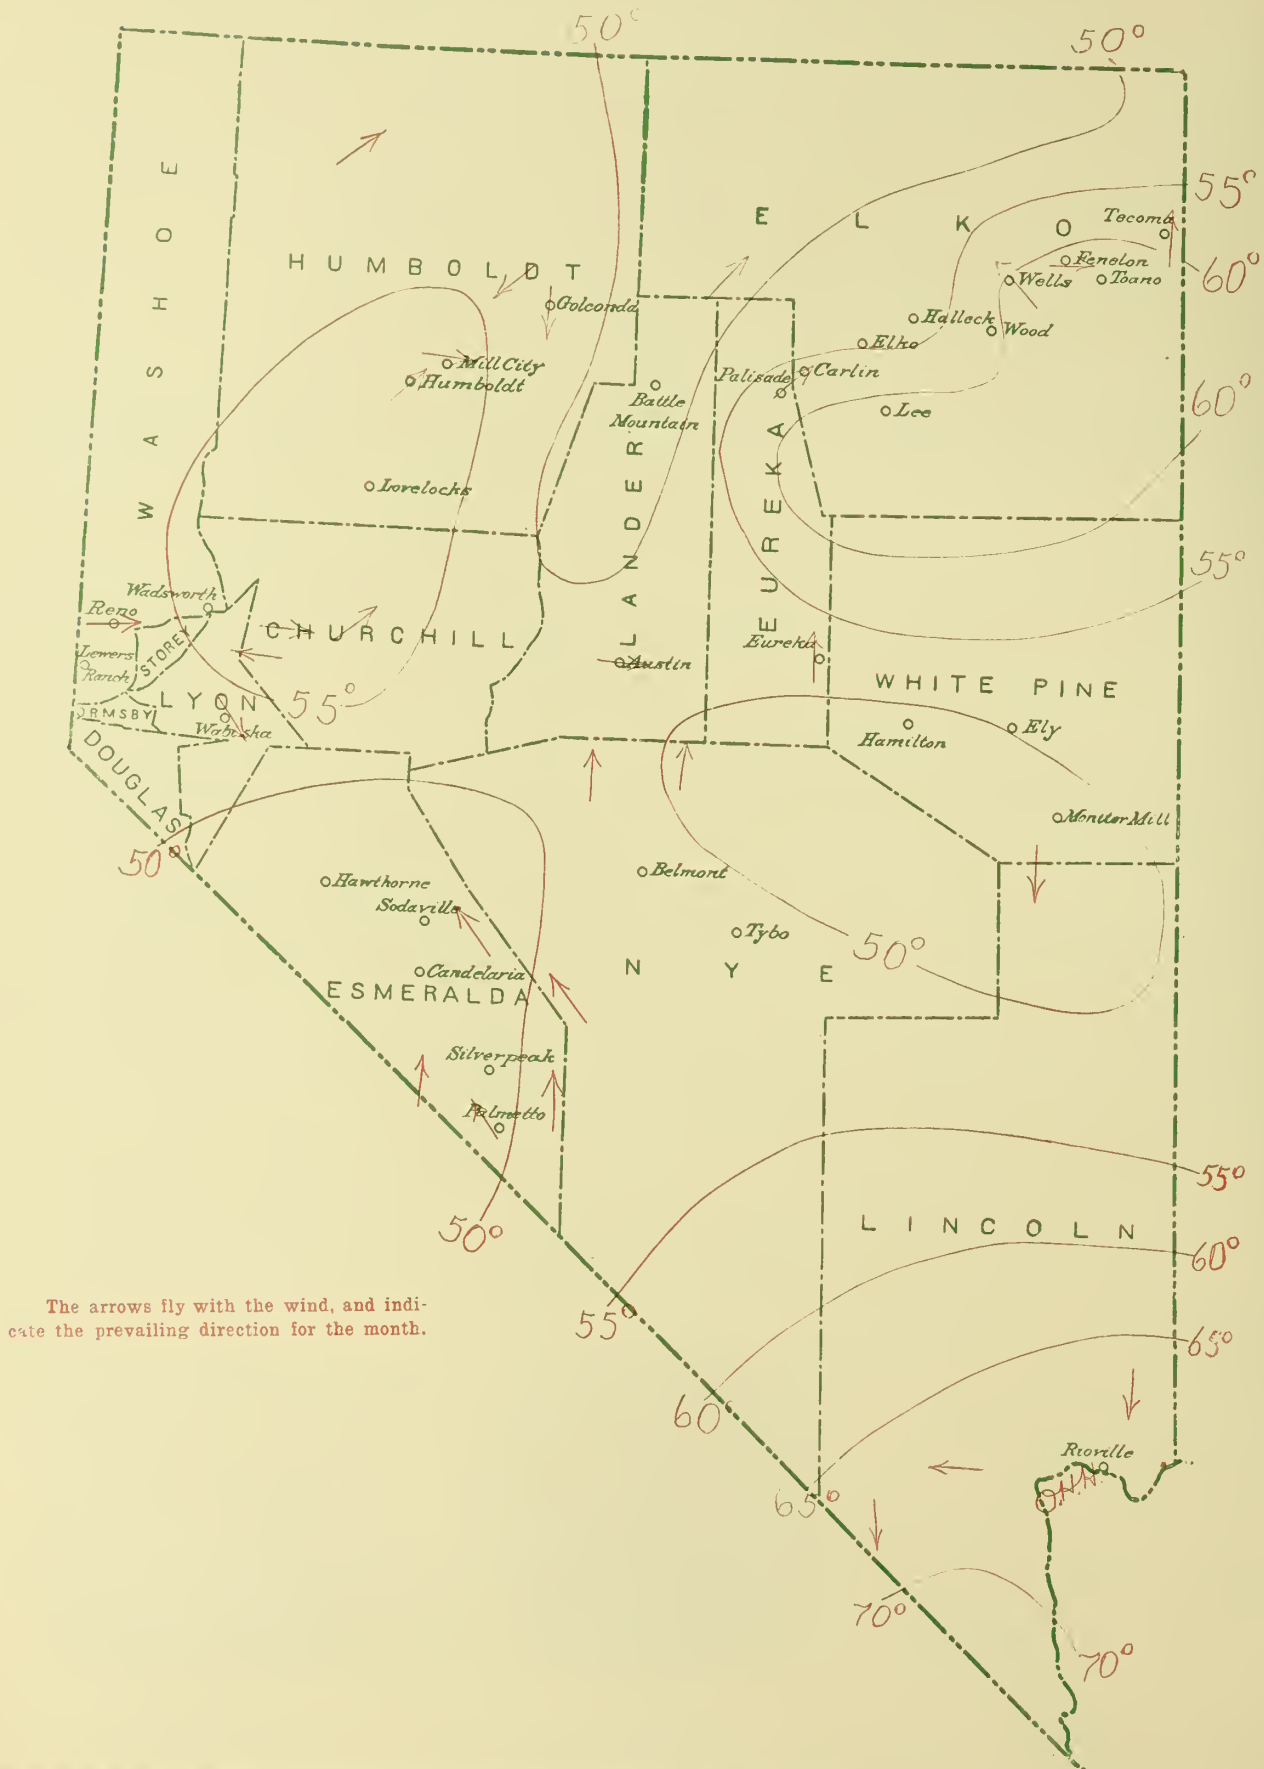 50°
50°
55°
WASHOE
ELKO
Tecoma
HUMBOLDT
Fenelon
60°
Wells
Toano
Golconda
Halleck
Wood
Elko
Mill City
Palisade
Carlin
Humboldt
Battle
Mountain
Lee
60°
LANDER
EUREKA
Lovelocks
55°
Wadsworth
Reno
CHURCHILL
STOREY
Eureka
Lewers
Ranch
Austin
LYON
55°
WHITE PINE
ORMSBY
Wabuska
Hamilton
Ely
DOUGLAS
Monitor Mill
50°
Hawthorne
Belmont
Sodaville
Tybo
50°
Candelaria
NYE
ESMERALDA
Silverpeak
Palmetto
55°
50°
LINCOLN
60°
The arrows fly with the wind, and indi-
cate the prevailing direction for the month.
55°
65°
60°
Rioville
65°
O.H.H.
70°
70°